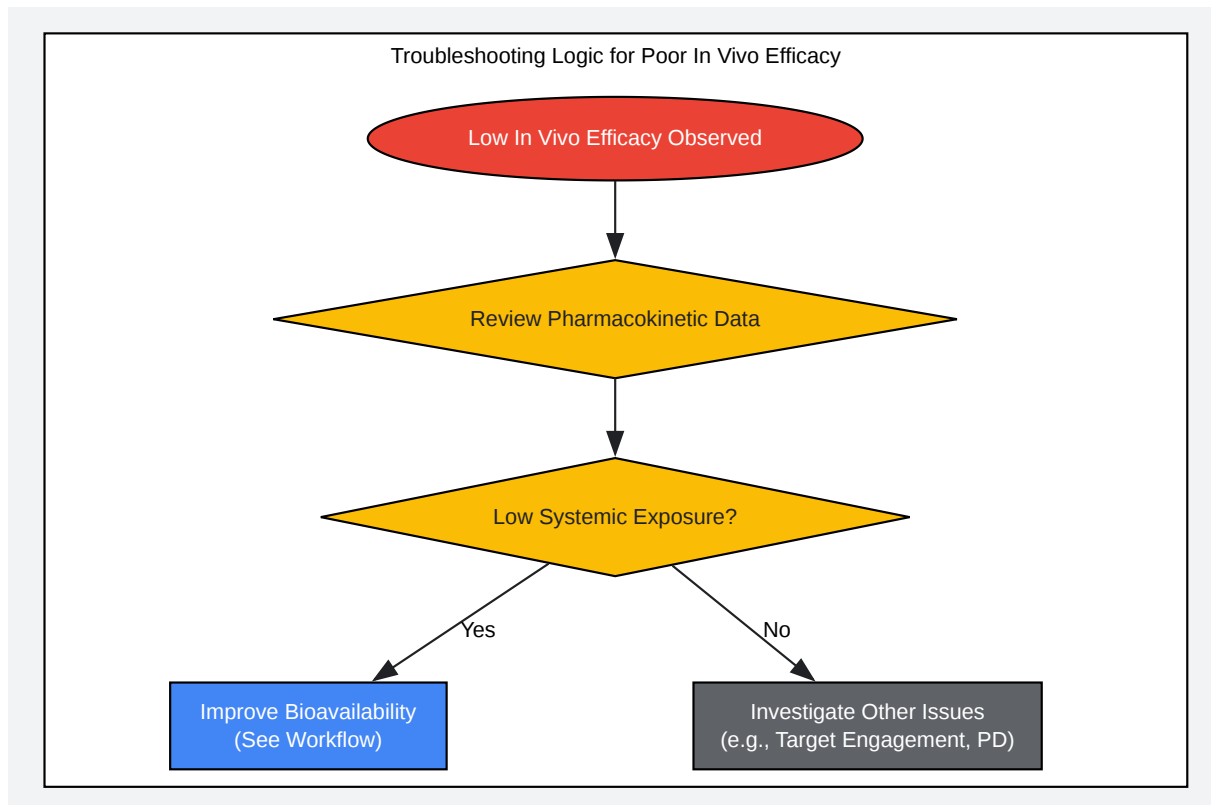 Troubleshooting Logic for Poor In Vivo Efficacy
Low In Vivo Efficacy Observed
Review Pharmacokinetic Data
Low Systemic Exposure?
Yes
No
Improve Bioavailability
(See Workflow)
Investigate Other Issues
(e.g., Target Engagement, PD)